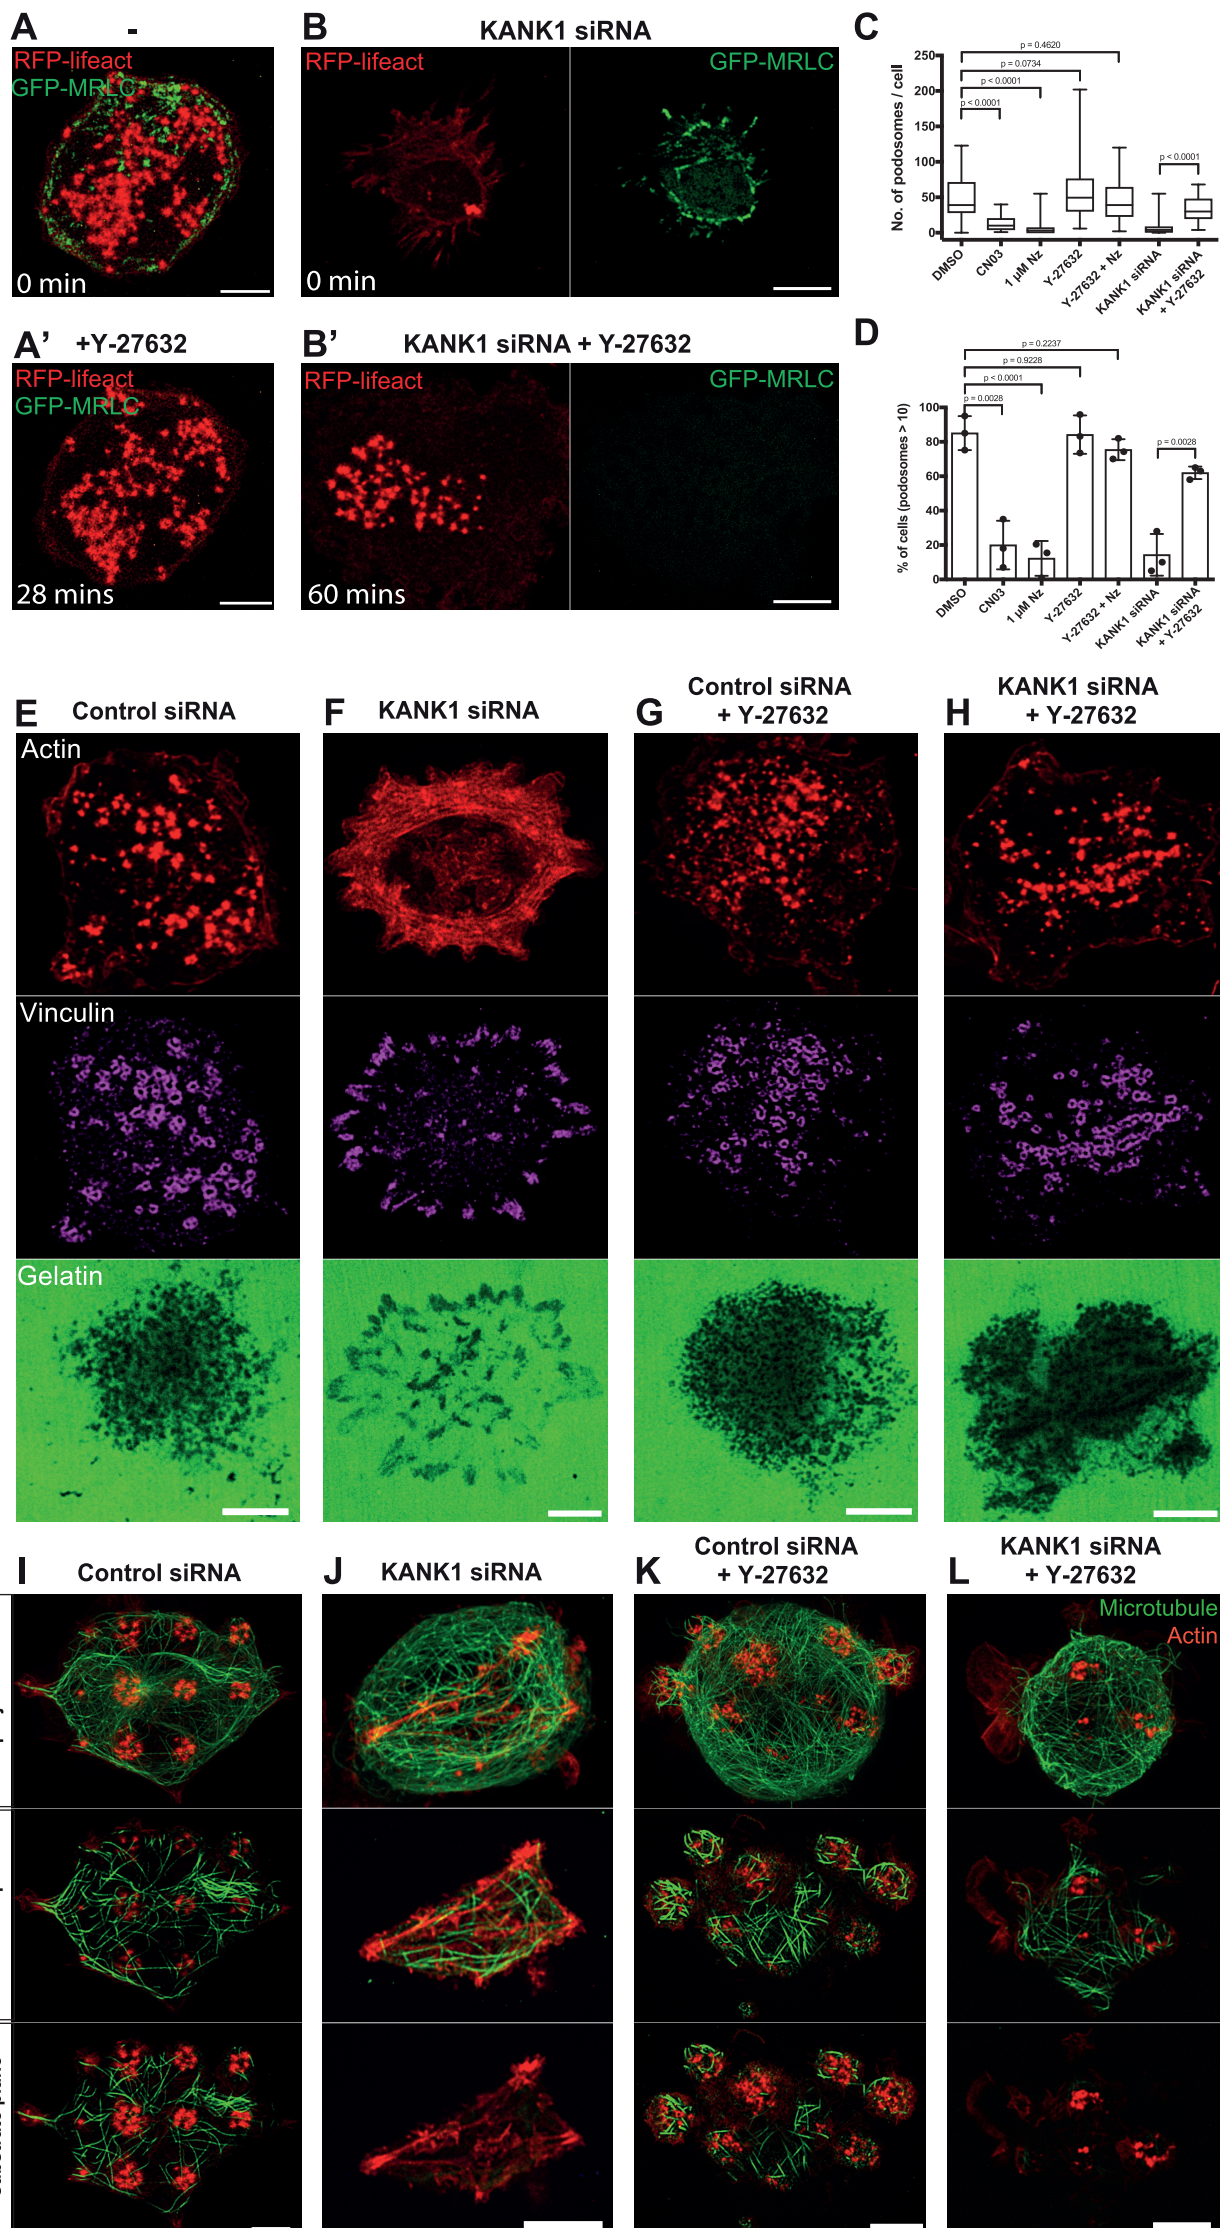 A
-
RFP-lifeact
GFP-MRLC
0 min
B
KANK1 siRNA
RFP-lifeact
GFP-MRLC
0 min
C
No. of podosomes / cell
250
200
150
100
50
0
p = 0.4620
p = 0.0734
p < 0.0001
p < 0.0001
p < 0.0001
DMSO
CN03
1 µM Nz
Y-27632
Y-27632 + Nz
KANK1 siRNA
KANK1 siRNA
+ Y-27632
A’
+Y-27632
RFP-lifeact
GFP-MRLC
28 mins
B’
KANK1 siRNA + Y-27632
RFP-lifeact
GFP-MRLC
60 mins
D
% of cells (podosomes > 10)
100
80
60
40
20
0
p = 0.2237
p = 0.9228
p < 0.0001
p = 0.0028
p = 0.0028
DMSO
CN03
1 µM Nz
Y-27632
Y-27632 + Nz
KANK1 siRNA
KANK1 siRNA
+ Y-27632
E
Control siRNA
F
KANK1 siRNA
G
Control siRNA
+ Y-27632
H
KANK1 siRNA
+ Y-27632
Actin
Vinculin
Gelatin
I
Control siRNA
J
KANK1 siRNA
K
Control siRNA
+ Y-27632
L
KANK1 siRNA
+ Y-27632
Microtubule
Actin